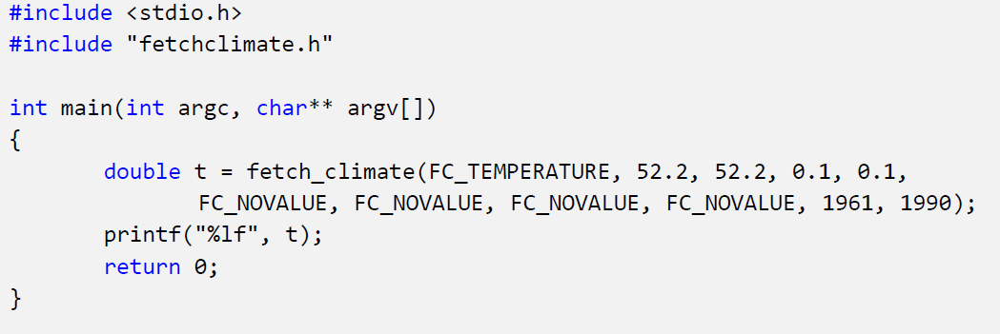 #include <stdio.h>
#include "fetchclimate.h"
int main(int argc, char** argv[])
{
double t = fetch_climate(FC_TEMPERATURE, 52.2, 52.2, 0.1, 0.1,
FC_NOVALUE, FC_NOVALUE, FC_NOVALUE, FC_NOVALUE, 1961, 1990);
printf("%lf", t);
return 0;
}